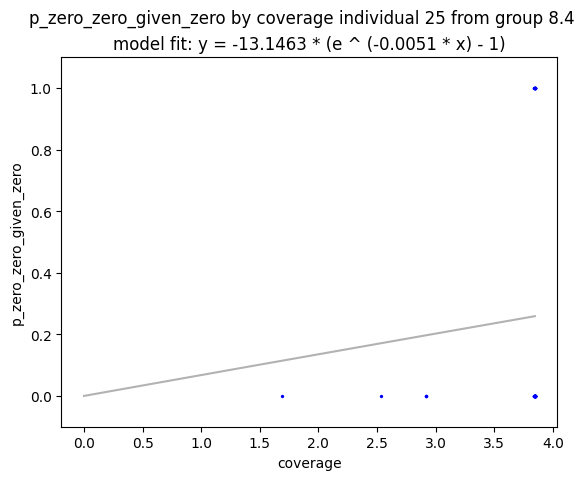 p_zero_zero_given_zero by coverage individual 25 from group 8.4
model fit: y = -13.1463 * (e ^ (-0.0051 * x) - 1)
p_zero_zero_given_zero
1.0
0.8
0.6
0.4
0.2
0.0
0.0 0.5 1.0 1.5 2.0 2.5 3.0 3.5 4.0
coverage